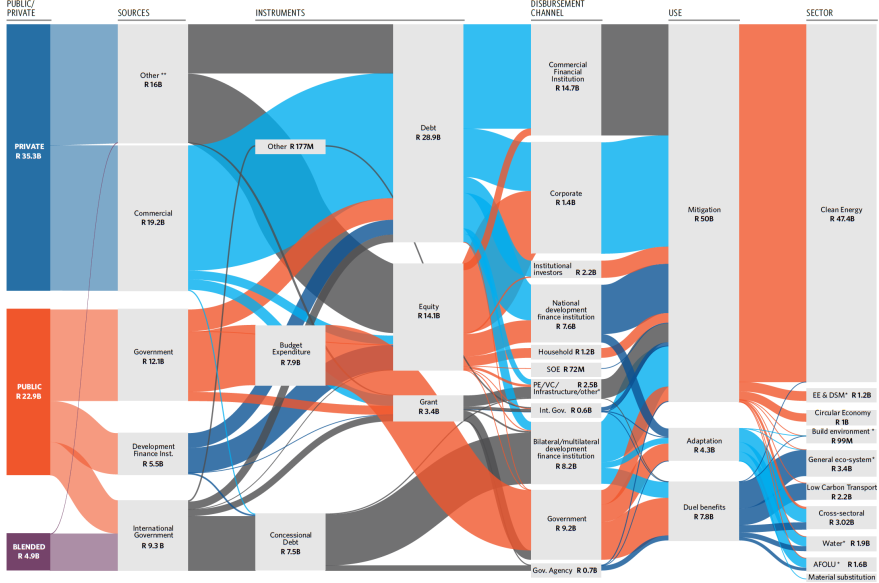 PUBLIC/
PRIVATE
SOURCES
INSTRUMENTS
DISBURSEMENT
CHANNEL
USE
SECTOR
PRIVATE
R 35.3B
PUBLIC
R 22.9B
BLENDED
R 4.9B
Other **
R 16B
Commercial
R 19.2B
Government
R 12.1B
Development
Finance Inst.
R 5.5B
International
Government
R 9.3 B
Other R 177M
Budget
Expenditure
R 7.9B
Concessional
Debt
R 7.5B
Debt
R 28.9B
Equity
R 14.1B
Grant
R 3.4B
Commercial
Financial
Institution
R 14.7B
Corporate
R 1.4B
Institutional
investors R 2.2B
National
development
finance institution
R 7.6B
Household R 1.2B
SOE R 72M
PE/VC/ R 2.5B
Infrastructure/other*
Int. Gov. R 0.6B
Bilateral/multilateral
development
finance institution
R 8.2B
Government
R 9.2B
Gov. Agency R 0.7B
Mitigation
R 50B
Adaptation
R 4.3B
Duel benefits
R 7.8B
Clean Energy
R 47.4B
EE & DSM* R 1.2B
Circular Economy
R 1B
Build environment *
R 99M
General eco-system*
R 3.4B
Low Carbon Transport
R 2.2B
Cross-sectoral
R 3.02B
Water* R 1.9B
AFOLU* R 1.6B
Material substitution